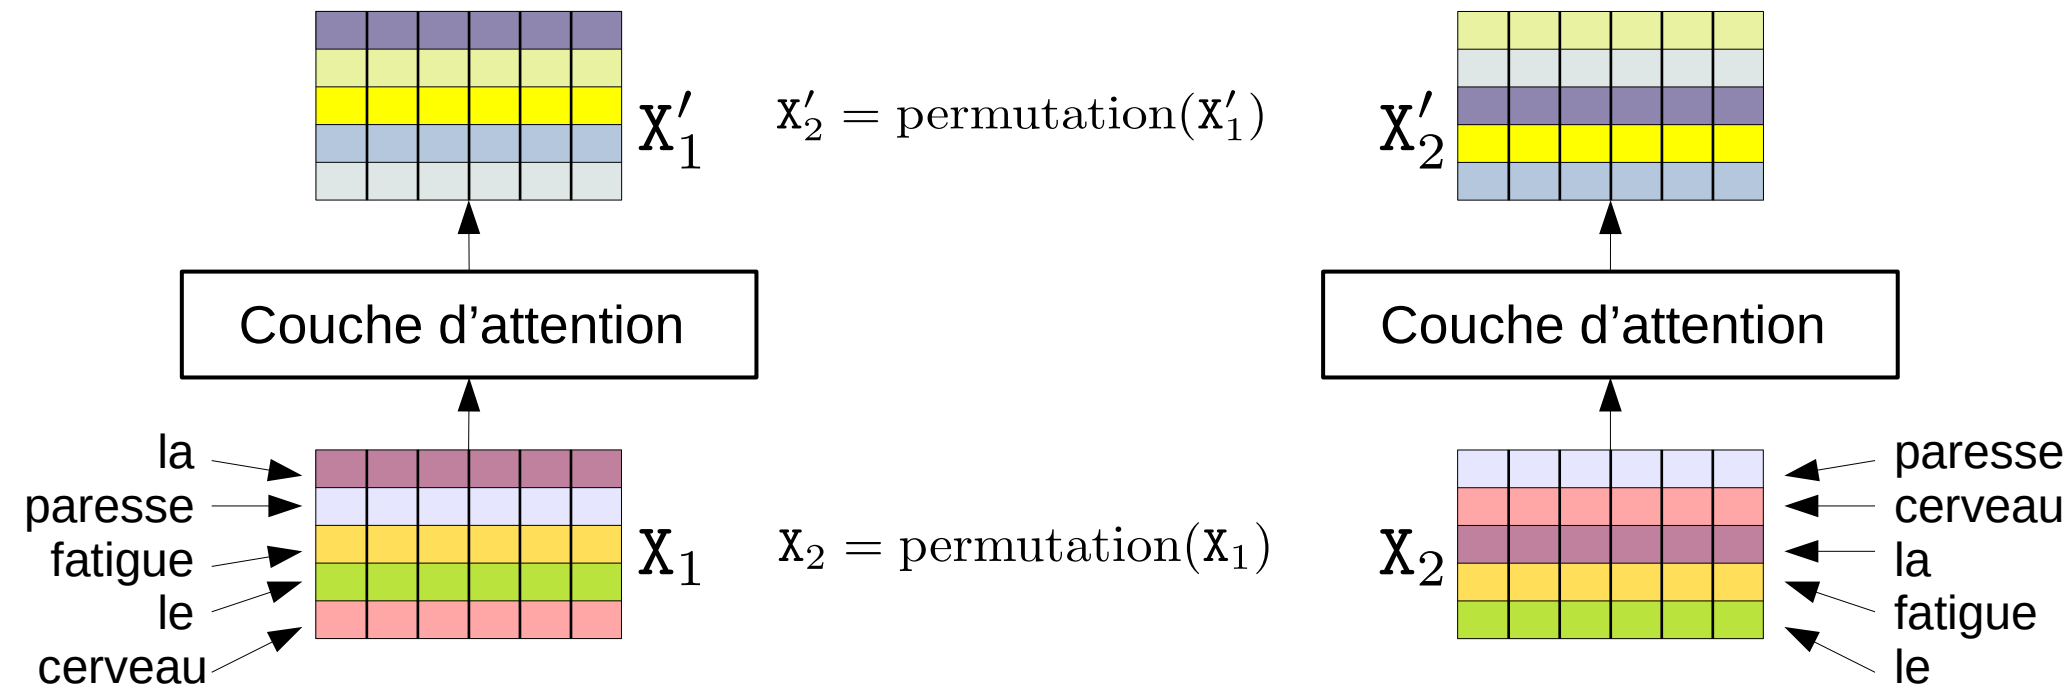 X′₁
X′₂ = permutation(X′₁)
X′₂
Couche d’attention
Couche d’attention
la
paresse
fatigue
le
cerveau
X₁
X₂ = permutation(X₁)
X₂
paresse
cerveau
la
fatigue
le